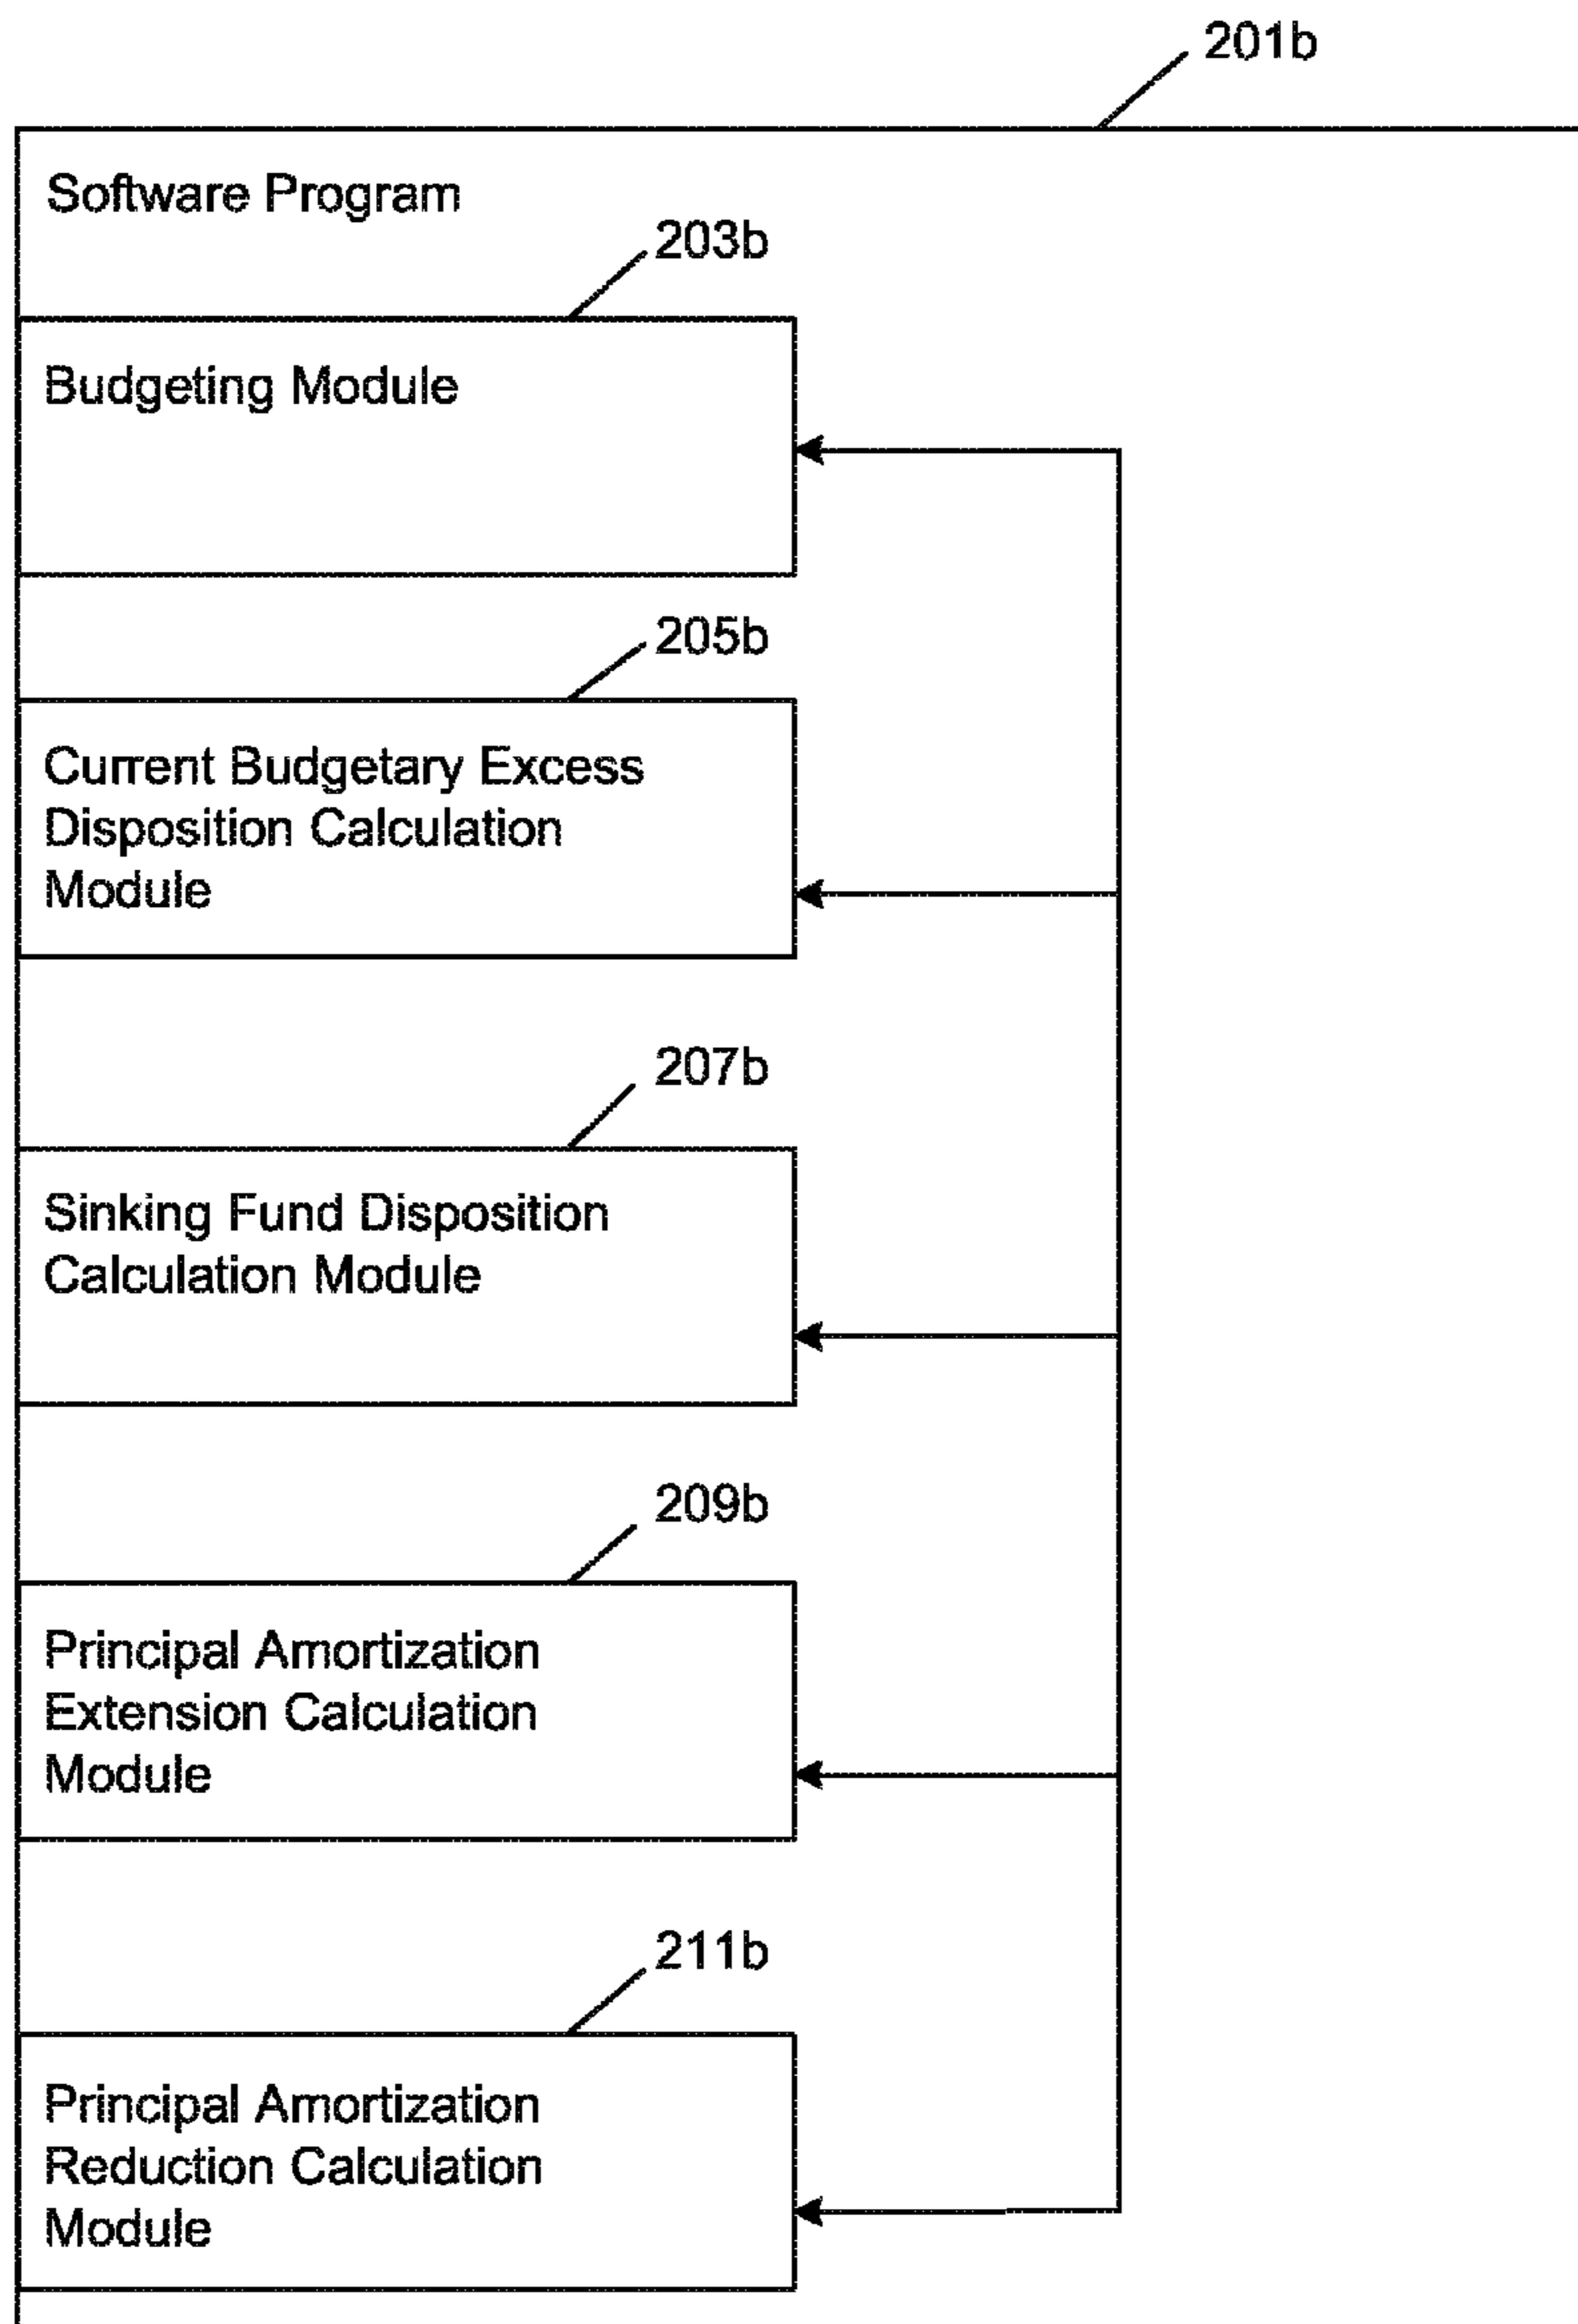 201b
Software Program
203b
Budgeting Module
205b
Current Budgetary Excess
Disposition Calculation
Module
207b
Sinking Fund Disposition
Calculation Module
209b
Principal Amortization
Extension Calculation
Module
211b
Principal Amortization
Reduction Calculation
Module